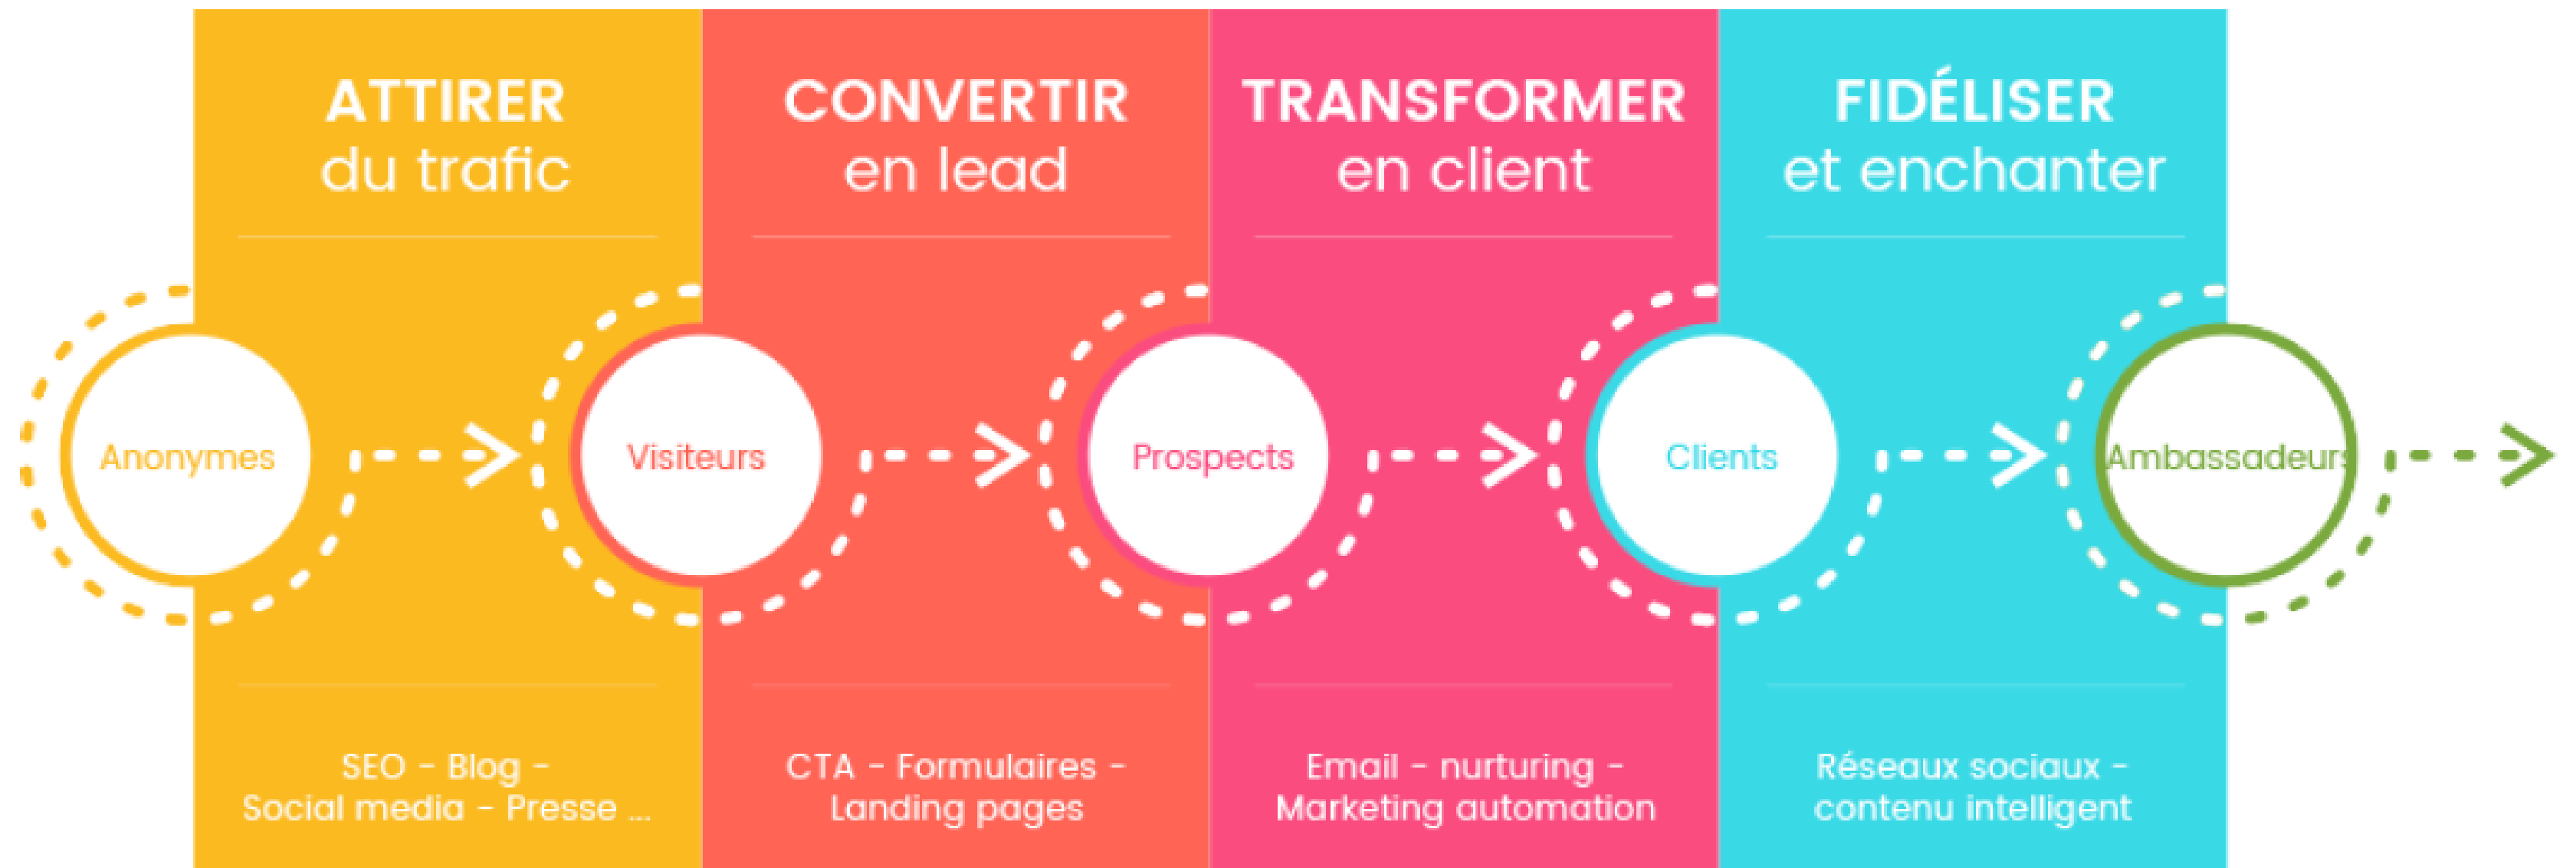 ATTIRER
du trafic
CONVERTIR
en lead
TRANSFORMER
en client
FIDÉLISER
et enchanter
Anonymes
Visiteurs
Prospects
Clients
Ambassadeurs
SEO - Blog -
Social media - Presse ...
CTA - Formulaires -
Landing pages
Email - nurturing -
Marketing automation
Réseaux sociaux -
contenu intelligent